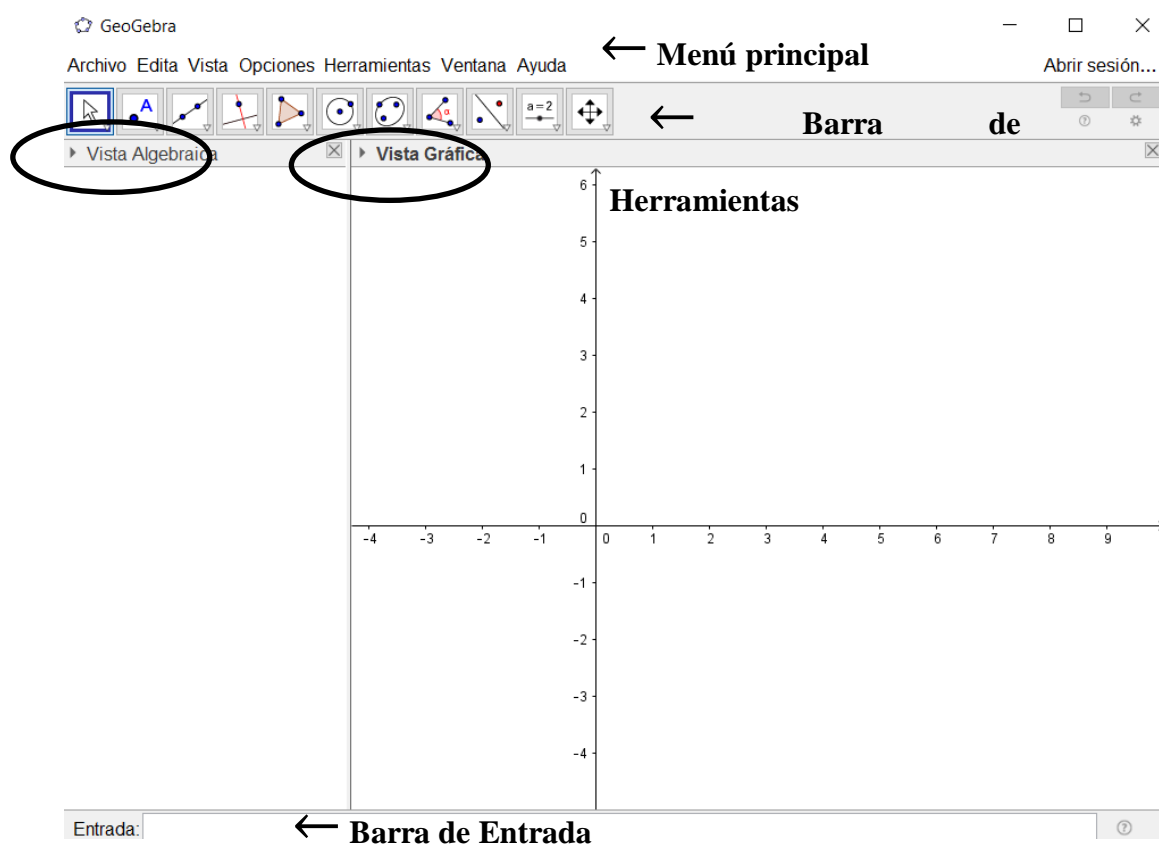 GeoGebra
← Menú principal
Archivo Edita Vista Opciones Herramientas Ventana Ayuda
Abrir sesión...
A
α
a=2
← Barra de
Vista Algebraica
Vista Gráfica
Herramientas
6
5
4
3
2
1
0
-4 -3 -2 -1 0 1 2 3 4 5 6 7 8 9
-1
-2
-3
-4
Entrada:
← Barra de Entrada